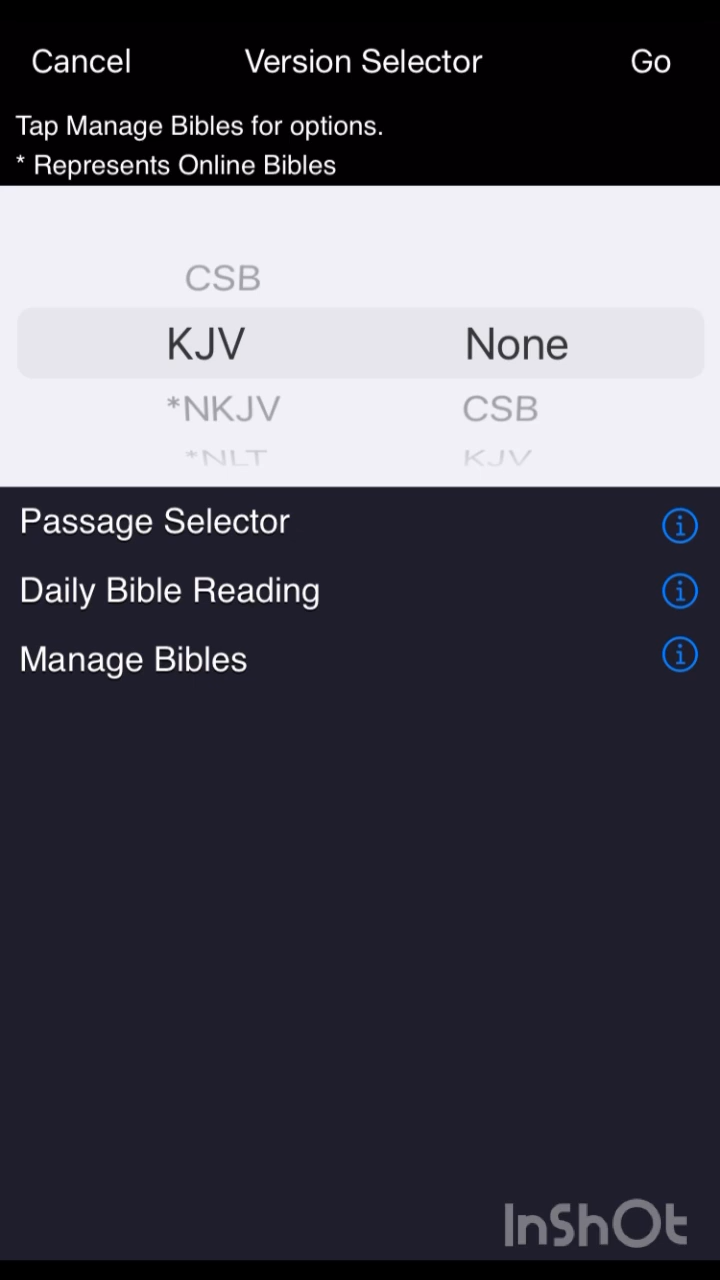 Cancel Version Selector Go
Tap Manage Bibles for options.
* Represents Online Bibles
CSB
KJV None
*NKJV CSB
*NLT KJV
Passage Selector
Daily Bible Reading
Manage Bibles
InShOt